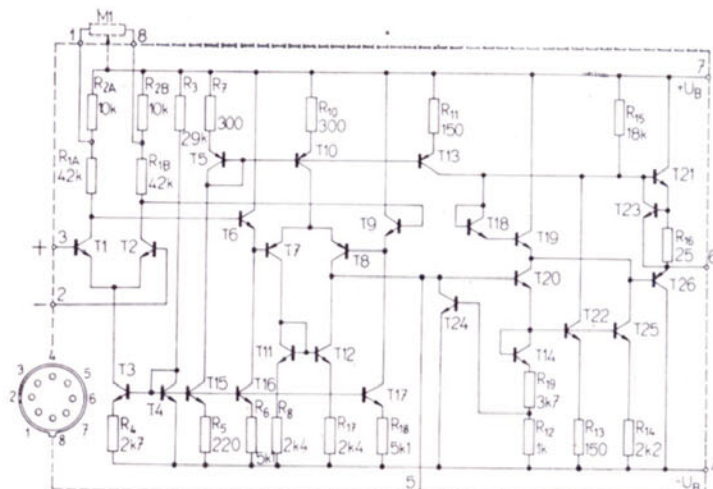 M1
1
8
7
+UB
R2A
10k
R2B
10k
R3
29k
R7
300
R10
300
R11
150
R15
18k
R1A
42k
R1B
42k
T5
T10
T13
T21
T23
R16
25
6
T26
+ 3
T1
T2
T6
T7
T8
T9
T18
T19
T20
- 2
T24
T22
T25
T11
T12
T14
R19
3k7
T3
T4
T15
T16
T17
R4
2k7
R5
220
R6
5k1
R8
2k4
R17
2k4
R18
5k1
R12
1k
R13
150
R14
2k2
5
-UB
4
3
5
2
6
1
8
7